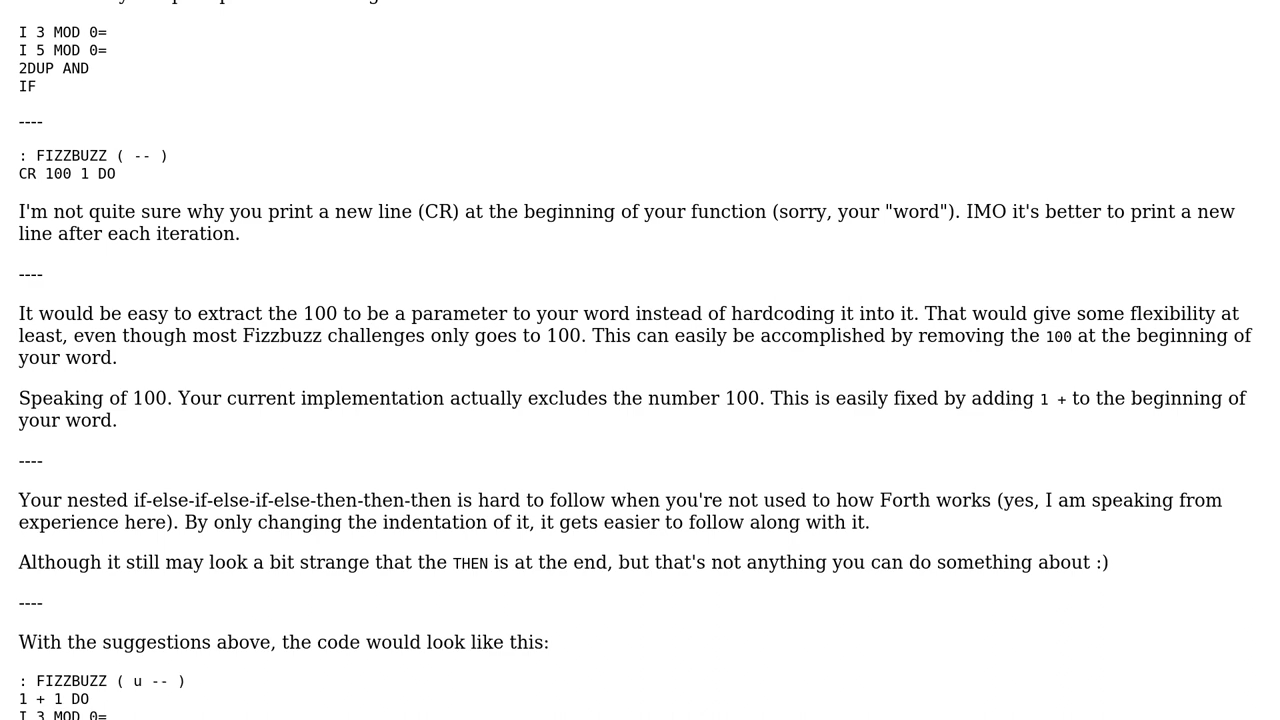 I 3 MOD 0=
I 5 MOD 0=
2DUP AND
IF
----
: FIZZBUZZ ( -- )
CR 100 1 DO
I'm not quite sure why you print a new line (CR) at the beginning of your function (sorry, your "word"). IMO it's better to print a new
line after each iteration.
----
It would be easy to extract the 100 to be a parameter to your word instead of hardcoding it into it. That would give some flexibility at
least, even though most Fizzbuzz challenges only goes to 100. This can easily be accomplished by removing the 100 at the beginning of
your word.
Speaking of 100. Your current implementation actually excludes the number 100. This is easily fixed by adding 1 + to the beginning of
your word.
----
Your nested if-else-if-else-if-else-then-then-then is hard to follow when you're not used to how Forth works (yes, I am speaking from
experience here). By only changing the indentation of it, it gets easier to follow along with it.
Although it still may look a bit strange that the THEN is at the end, but that's not anything you can do something about :)
----
With the suggestions above, the code would look like this:
: FIZZBUZZ ( u -- )
1 + 1 DO
I 3 MOD 0=